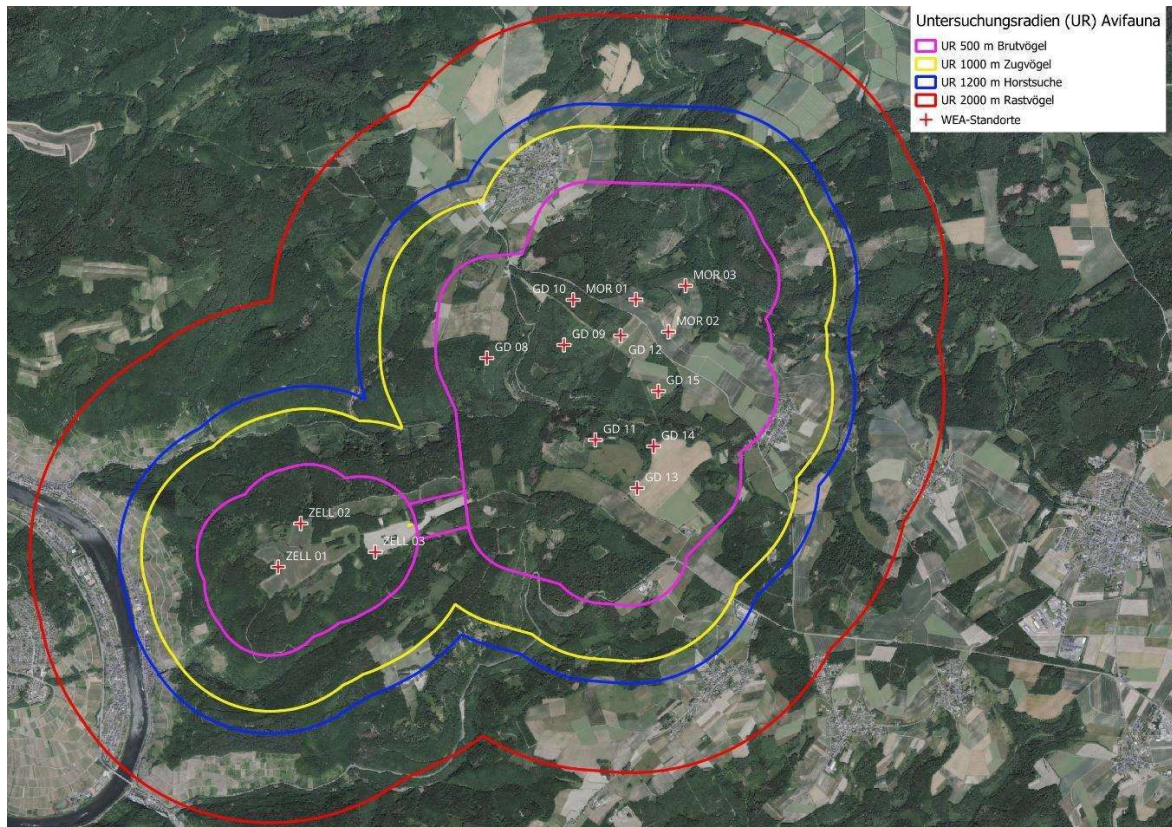 Untersuchungsradien (UR) Avifauna
UR 500 m Brutvögel
UR 1000 m Zugvögel
UR 1200 m Horstsuche
UR 2000 m Rastvögel
WEA-Standorte
MOR 03
GD 10
MOR 01
MOR 02
GD 09
GD 12
GD 08
GD 15
GD 11
GD 14
GD 13
ZELL 02
ZELL 03
ZELL 01